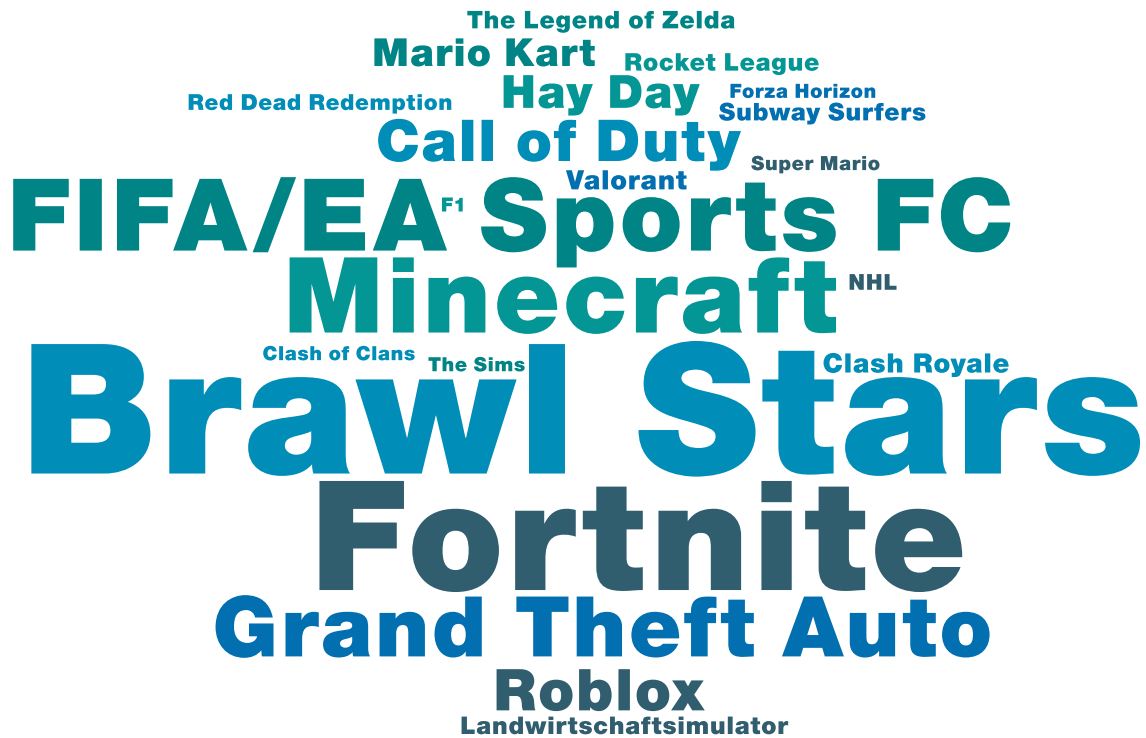 The Legend of Zelda
Mario Kart
Rocket League
Hay Day
Forza Horizon
Red Dead Redemption
Subway Surfers
Call of Duty
Super Mario
Valorant
FIFA/EA Sports FC
F1
Minecraft
NHL
Clash of Clans
The Sims
Clash Royale
Brawl Stars
Fortnite
Grand Theft Auto
Roblox
Landwirtschaftsimulator